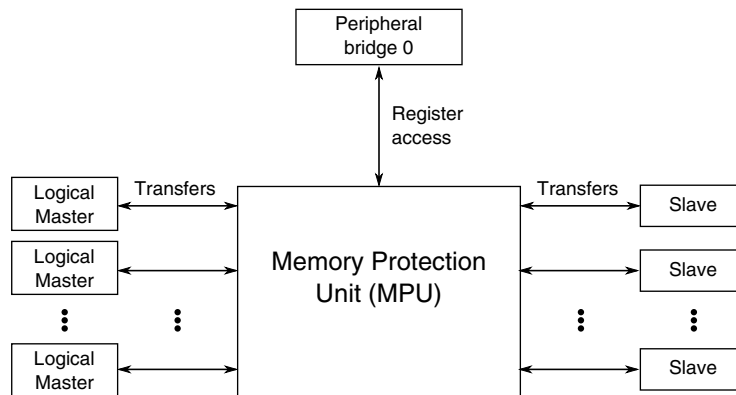 Peripheral
bridge 0
Register
access
Logical
Master
Transfers
Transfers
Slave
Logical
Master
Memory Protection
Unit (MPU)
Slave
Logical
Master
Slave